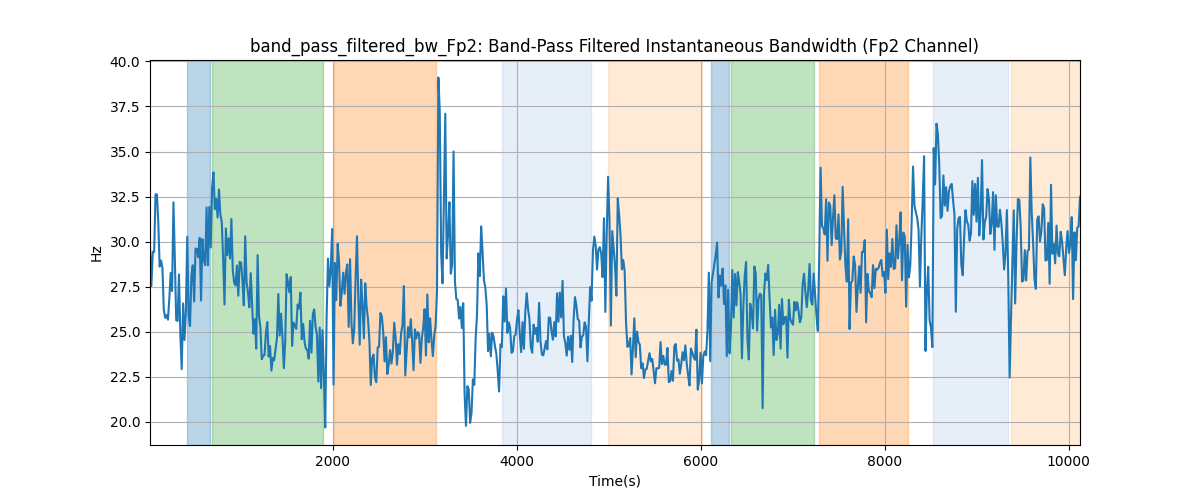 band_pass_filtered_bw_Fp2: Band-Pass Filtered Instantaneous Bandwidth (Fp2 Channel)
40.0
37.5
35.0
32.5
30.0
27.5
25.0
22.5
20.0
Hz
2000 4000 6000 8000 10000
Time(s)